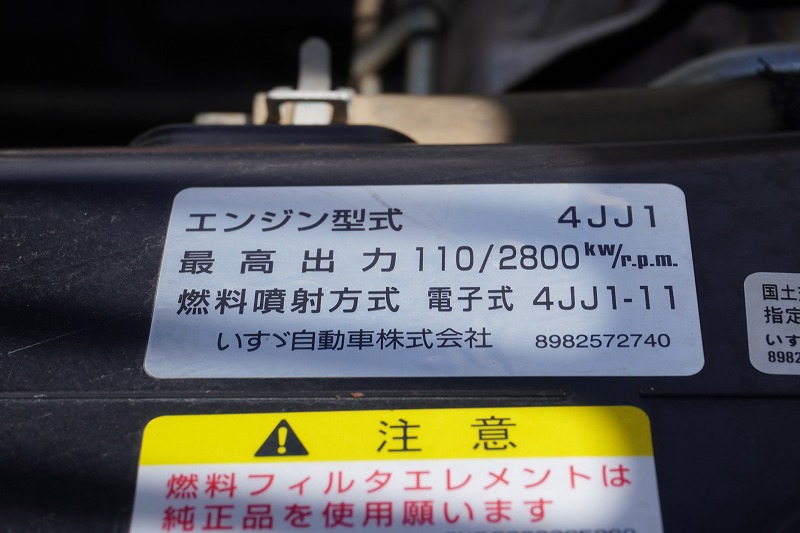 エンジン型式 4JJ1
最高出力 110/2800kW/r.p.m.
燃料噴射方式 電子式 4JJ1-11
いすゞ自動車株式会社 8982572740
国土
指定
いす
8982
注意
燃料フィルタエレメントは
純正品を使用願います